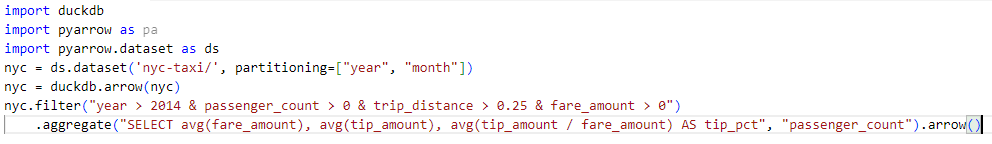 import duckdb
import pyarrow as pa
import pyarrow.dataset as ds
nyc = ds.dataset('nyc-taxi/', partitioning=["year", "month"])
nyc = duckdb.arrow(nyc)
nyc.filter("year > 2014 & passenger_count > 0 & trip_distance > 0.25 & fare_amount > 0")
    .aggregate("SELECT avg(fare_amount), avg(tip_amount), avg(tip_amount / fare_amount) AS tip_pct", "passenger_count").arrow()